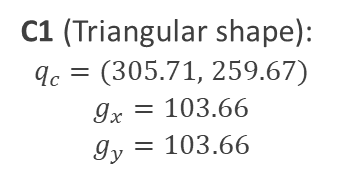 C1 (Triangular shape):
q_c = (305.71, 259.67)
g_x = 103.66
g_y = 103.66